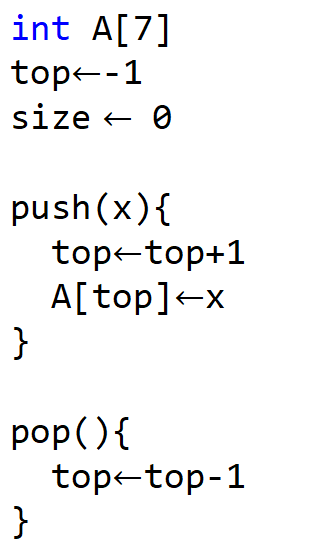 int A[7]
top←-1
size ← 0
push(x){
top←top+1
A[top]←x
}
pop(){
top←top-1
}